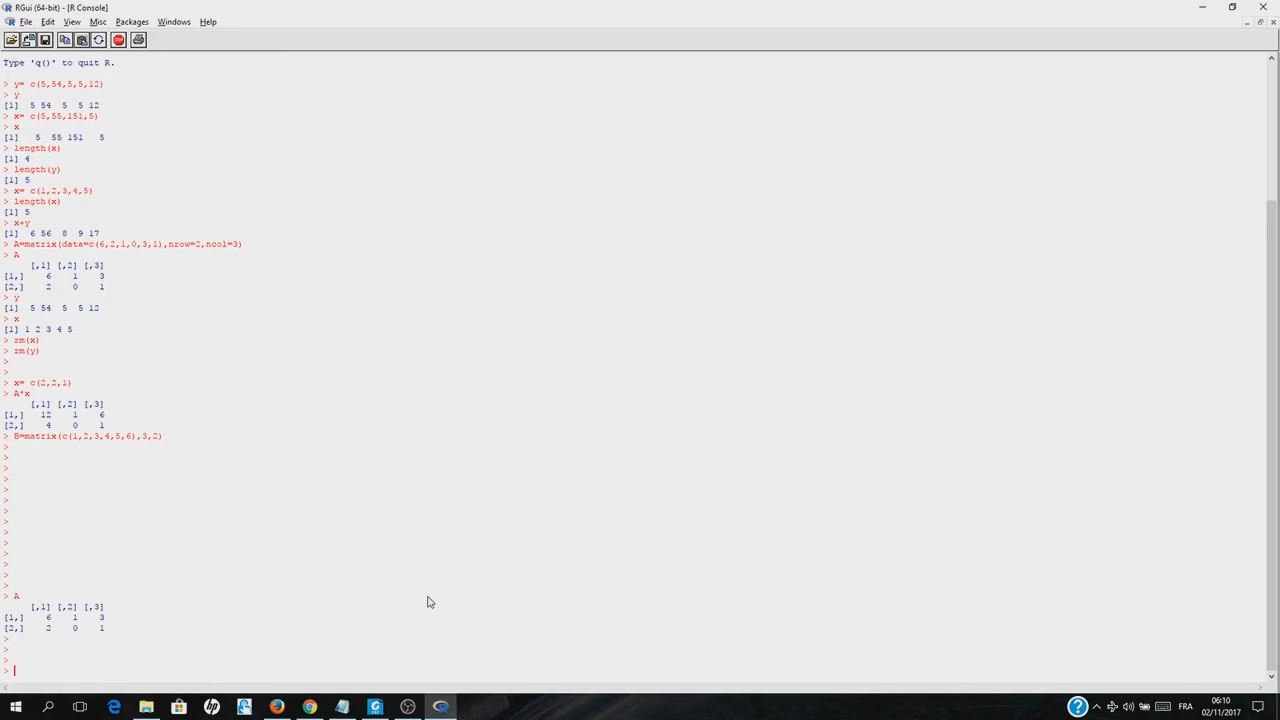 RGui (64-bit) - [R Console]
File Edit View Misc Packages Windows Help
Type 'q()' to quit R.
> y= c(5,54,5,5,12)
> y
[1]  5 54  5  5 12
> x= c(5,55,151,5)
> x
[1]   5  55 151   5
> length(x)
[1] 4
> length(y)
[1] 5
> x= c(1,2,3,4,5)
> length(x)
[1] 5
> x+y
[1]  6 56  8  9 17
> A=matrix(data=c(6,2,1,0,3,1),nrow=2,ncol=3)
> A
     [,1] [,2] [,3]
[1,]    6    1    3
[2,]    2    0    1
> y
[1]  5 54  5  5 12
> x
[1] 1 2 3 4 5
> rm(x)
> rm(y)
>
>
> x= c(2,2,1)
> A*x
     [,1] [,2] [,3]
[1,]   12    1    6
[2,]    4    0    1
> B=matrix(c(1,2,3,4,5,6),3,2)
>
>
>
>
>
>
>
>
>
>
>
>
>
>
> A
     [,1] [,2] [,3]
[1,]    6    1    3
[2,]    2    0    1
>
>
>
>
FRA
06:10
02/11/2017